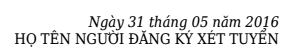 Ngày 31 tháng 05 năm 2016
HỌ TÊN NGƯỜI ĐĂNG KÝ XÉT TUYỂN